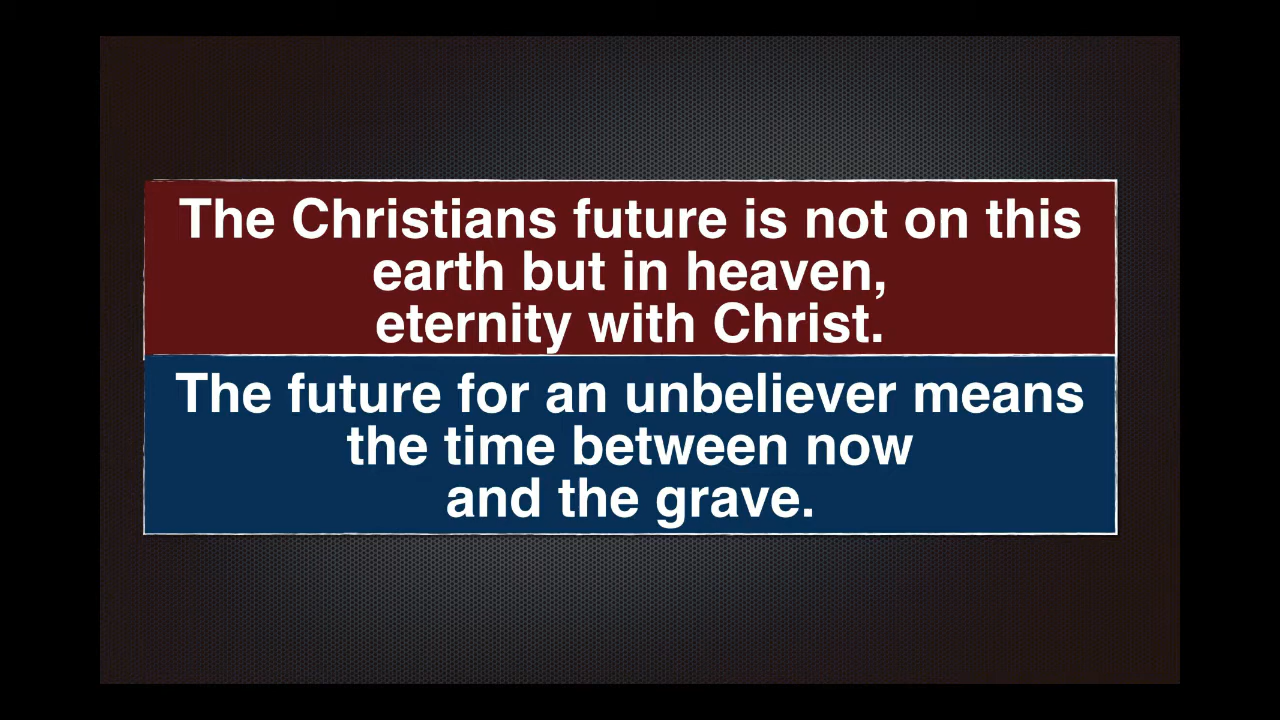 The Christians future is not on this
earth but in heaven,
eternity with Christ.
The future for an unbeliever means
the time between now
and the grave.